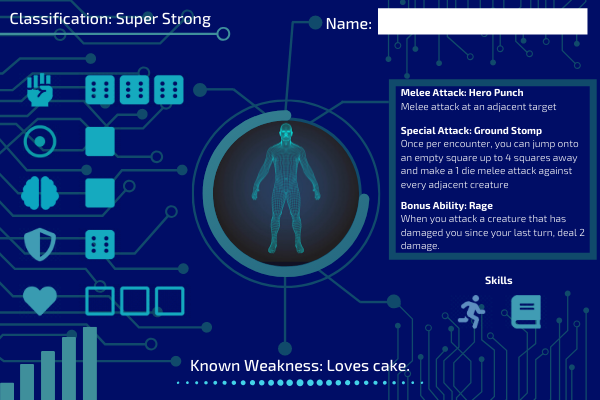 Classification: Super Strong
Name:
Melee Attack: Hero Punch
Melee attack at an adjacent target
Special Attack: Ground Stomp
Once per encounter, you can jump onto
an empty square up to 4 squares away
and make a 1 die melee attack against
every adjacent creature
Bonus Ability: Rage
When you attack a creature that has
damaged you since your last turn, deal 2
damage.
Skills
Known Weakness: Loves cake.